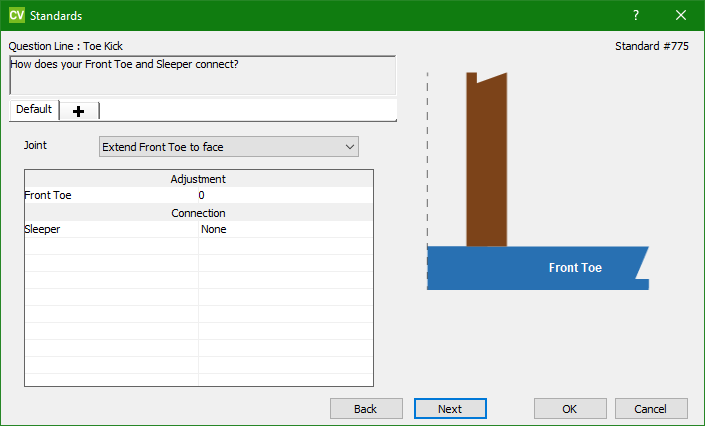 CV Standards ?
Question Line : Toe Kick
Standard #775
How does your Front Toe and Sleeper connect?
Default
Joint Extend Front Toe to face
Adjustment
Front Toe 0
Connection
Sleeper None
Front Toe
Back Next OK Cancel